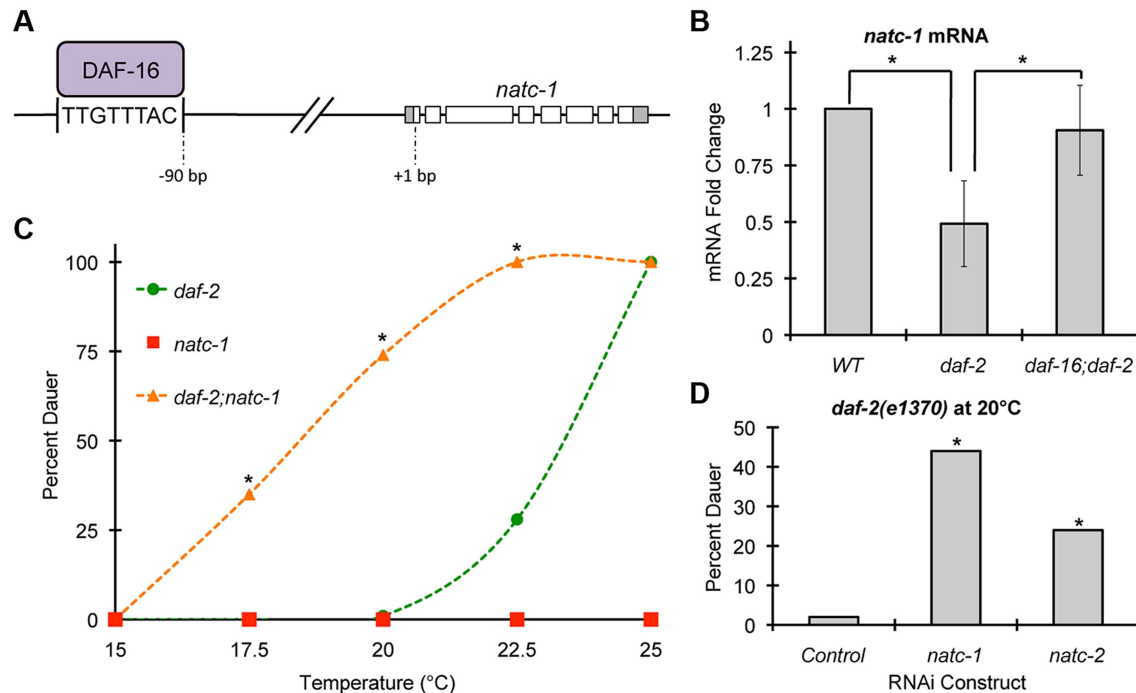 A
DAF-16
TTGTTTAC
natc-1
-90 bp
+1 bp
B
natc-1 mRNA
*
*
mRNA Fold Change
1.25
1
0.75
0.5
0.25
0
WT
daf-2
daf-16;daf-2
C
Percent Dauer
100
75
50
25
0
daf-2
natc-1
daf-2;natc-1
*
*
*
15
17.5
20
22.5
25
Temperature (°C)
D
daf-2(e1370) at 20°C
Percent Dauer
50
40
30
20
10
0
*
*
Control
natc-1
natc-2
RNAi Construct